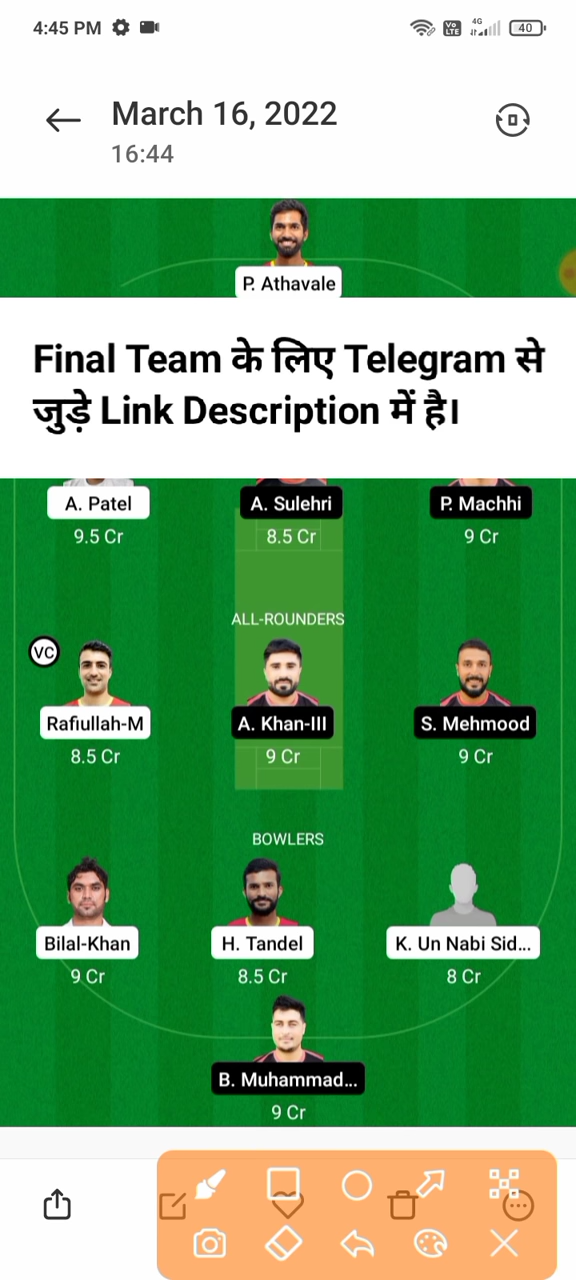 4:45 PM
Vo LTE 4G 40
March 16, 2022
16:44
P. Athavale
Final Team के लिए Telegram से
जुड़े Link Description में है।
A. Patel A. Sulehri P. Machhi
9.5 Cr 8.5 Cr 9 Cr
ALL-ROUNDERS
VC
Rafiullah-M A. Khan-III S. Mehmood
8.5 Cr 9 Cr 9 Cr
BOWLERS
Bilal-Khan H. Tandel K. Un Nabi Sid...
9 Cr 8.5 Cr 8 Cr
B. Muhammad...
9 Cr